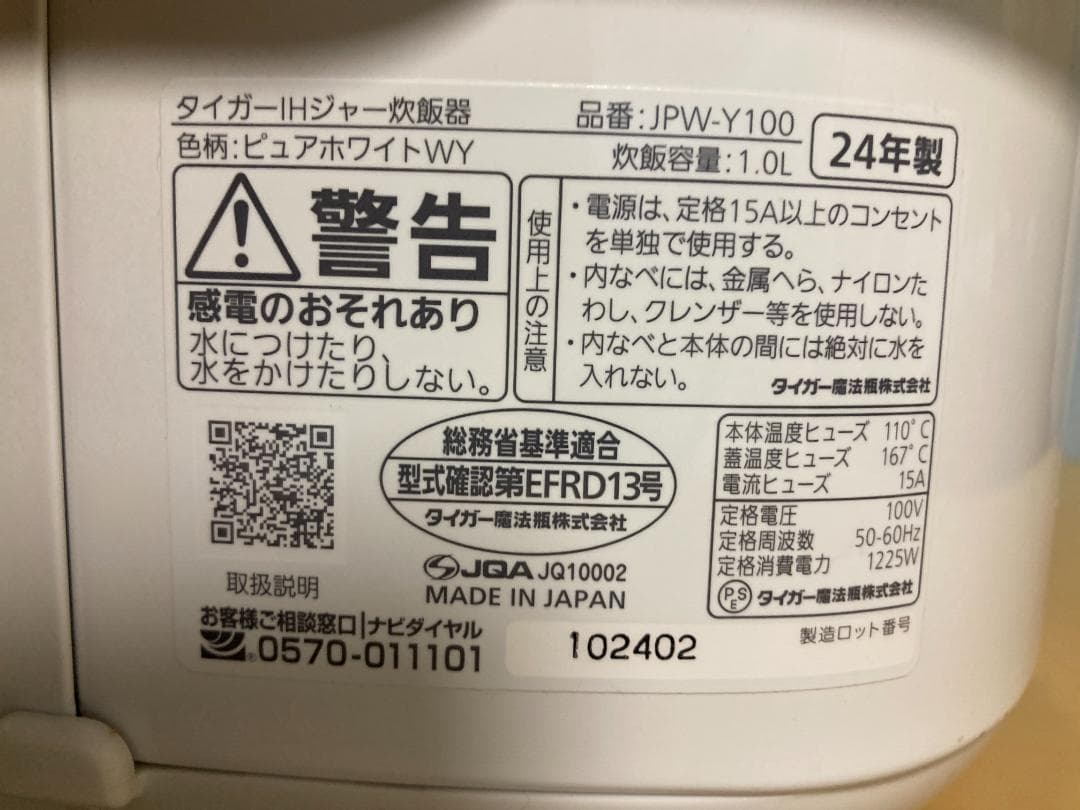 タイガーIHジャー炊飯器
品番:JPW-Y100
色柄:ピュアホワイトWY
炊飯容量:1.0L
24年製
警告
感電のおそれあり
水につけたり、
水をかけたりしない。
使用上の注意
・電源は、定格15A以上のコンセント
を単独で使用する。
・内なべには、金属へら、ナイロンた
わし、クレンザー等を使用しない。
・内なべと本体の間には絶対に水を
入れない。
タイガー魔法瓶株式会社
取扱説明
総務省基準適合
型式確認第EFRD13号
タイガー魔法瓶株式会社
JQA JQ10002
MADE IN JAPAN
本体温度ヒューズ 110°C
蓋温度ヒューズ 167°C
電流ヒューズ 15A
定格電圧 100V
定格周波数 50-60Hz
定格消費電力 1225W
PSE タイガー魔法瓶株式会社
お客様ご相談窓口|ナビダイヤル
0570-011101
102402
製造ロット番号